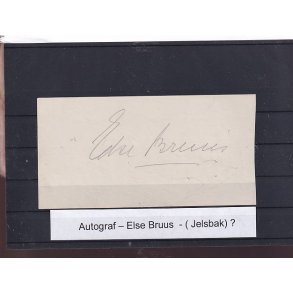 Else Bruus
Autograf – Else Bruus - ( Jelsbak) ?